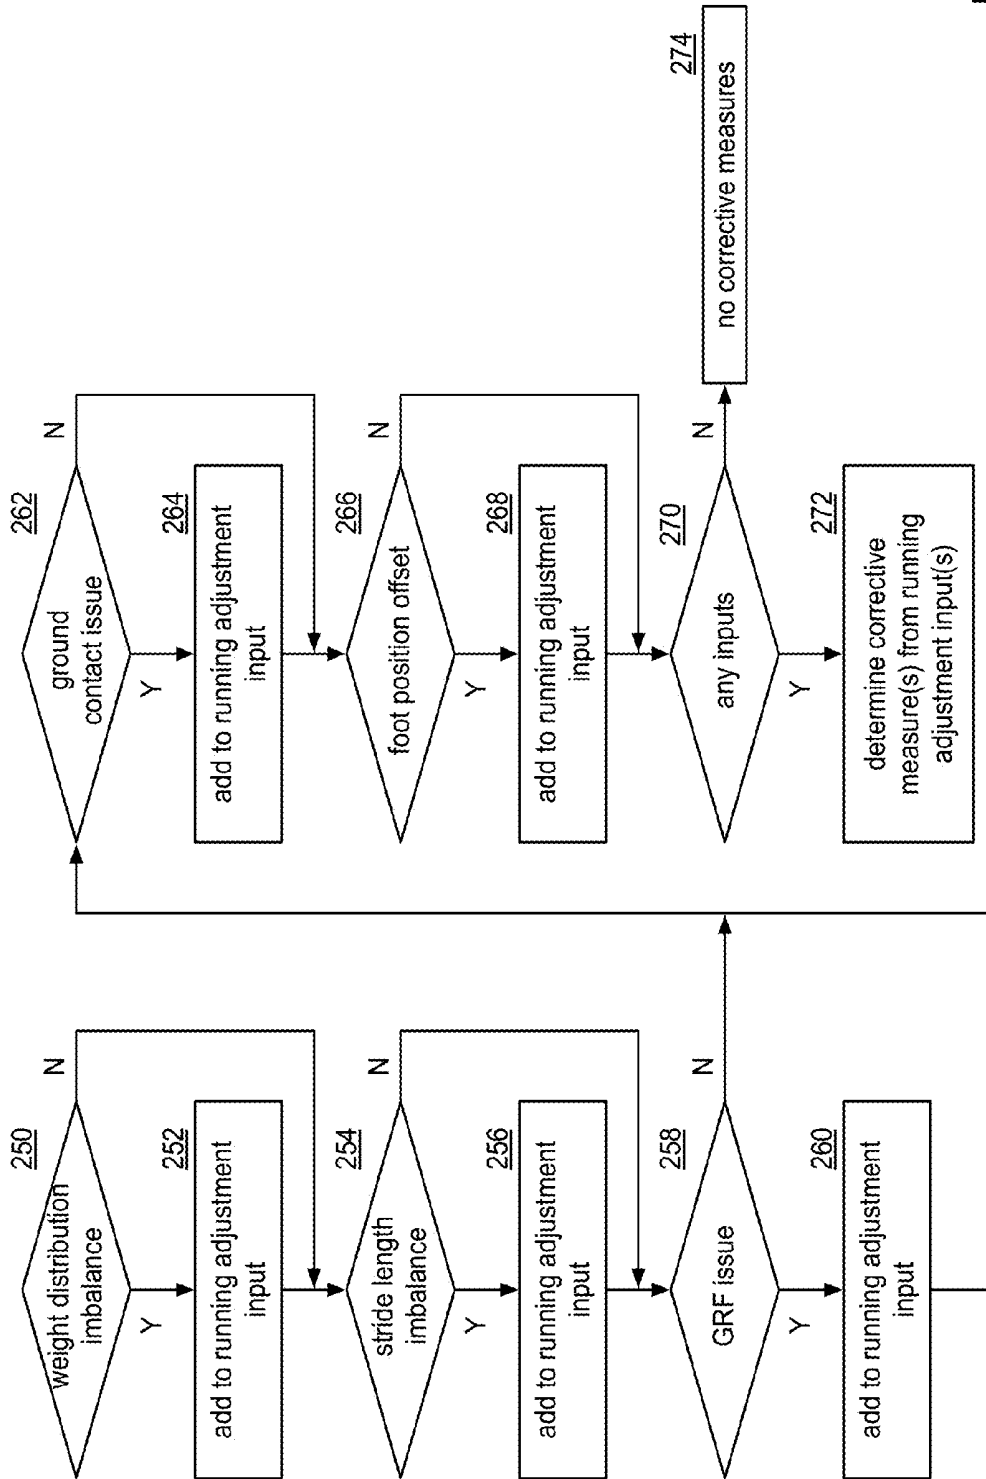 250
weight distribution
imbalance
N
Y
252
add to running adjustment
input
254
stride length
imbalance
N
Y
256
add to running adjustment
input
258
GRF issue
N
Y
260
add to running adjustment
input
262
ground
contact issue
N
Y
264
add to running adjustment
input
266
foot position offset
N
Y
268
add to running adjustment
input
270
any inputs
N
Y
272
determine corrective
measure(s) from running
adjustment input(s)
274
no corrective measures